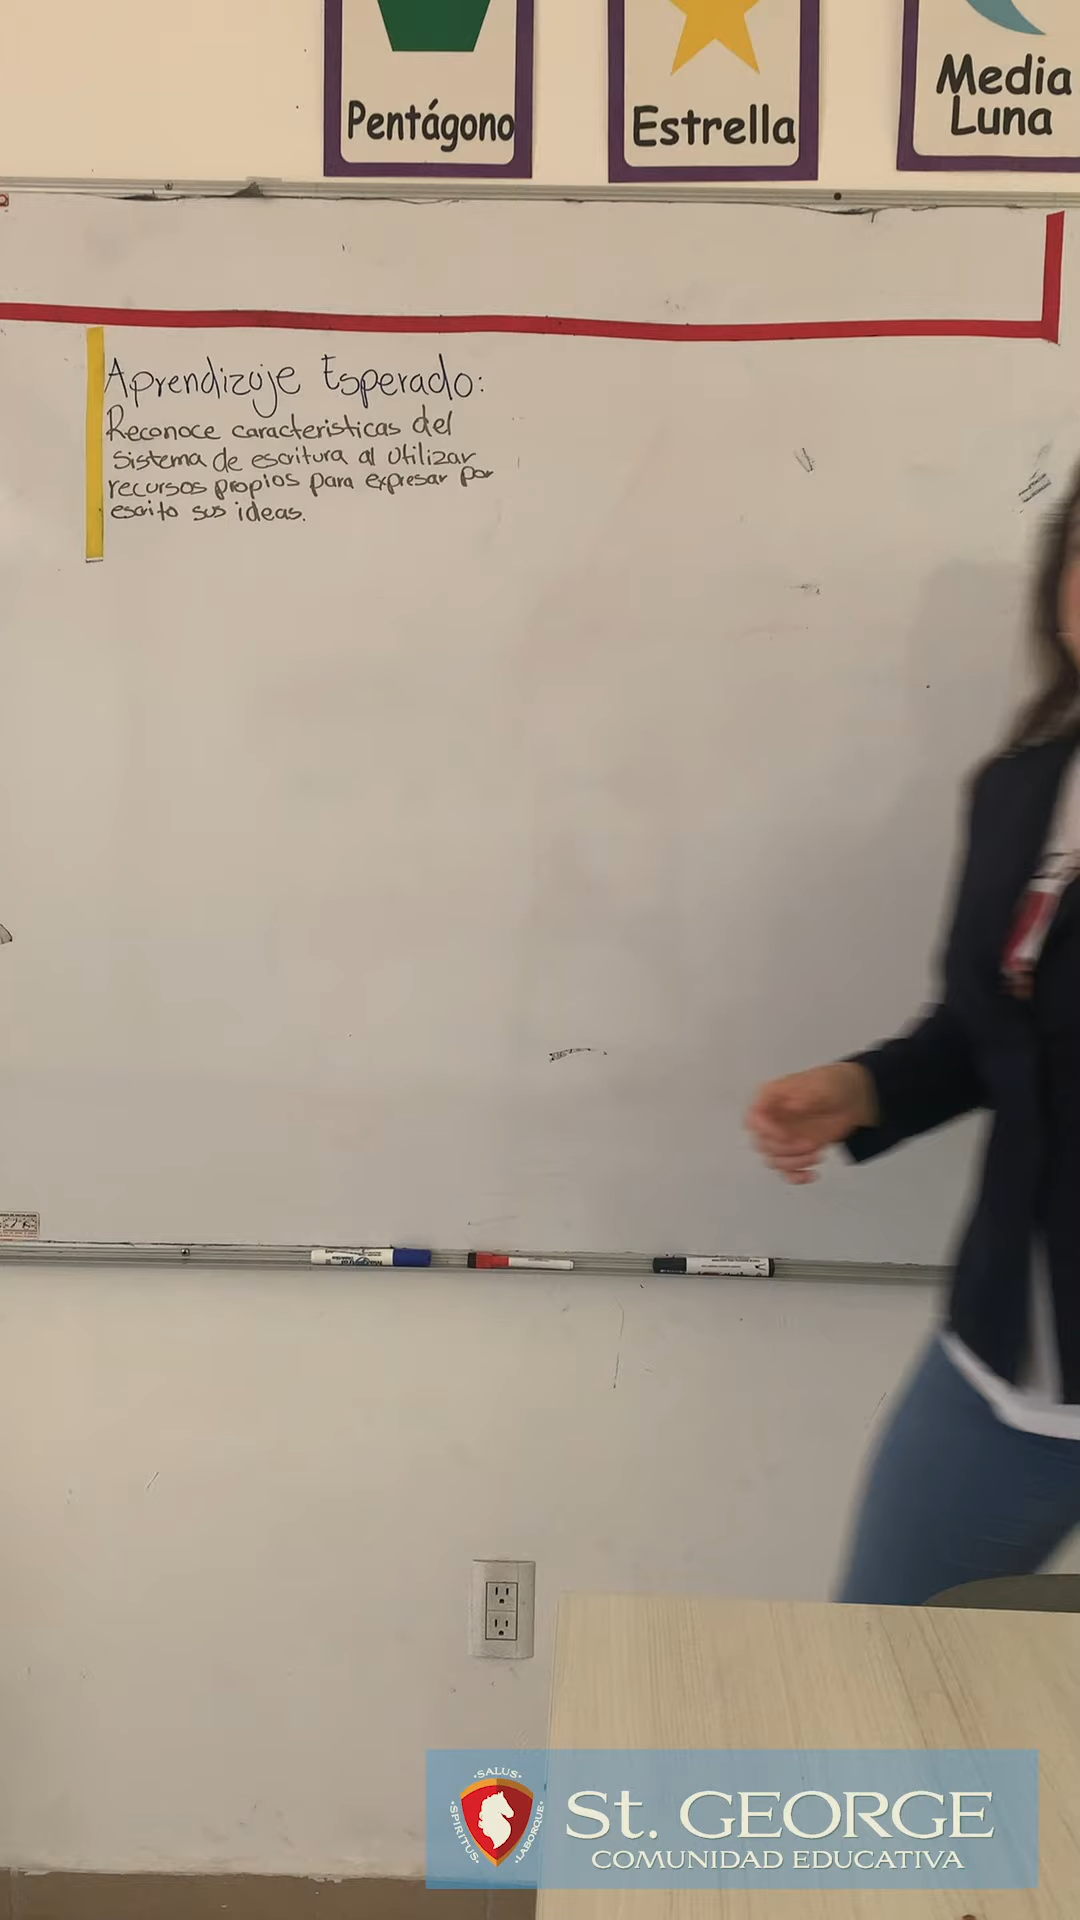 Pentágono
Estrella
Media
Luna
Aprendizaje Esperado:
Reconoce caracteristicas del
sistema de escritura al utilizar
recursos propios para expresar por
escrito sus ideas.
SALUS
SPIRITUS
LABORQUE
St. GEORGE
COMUNIDAD EDUCATIVA